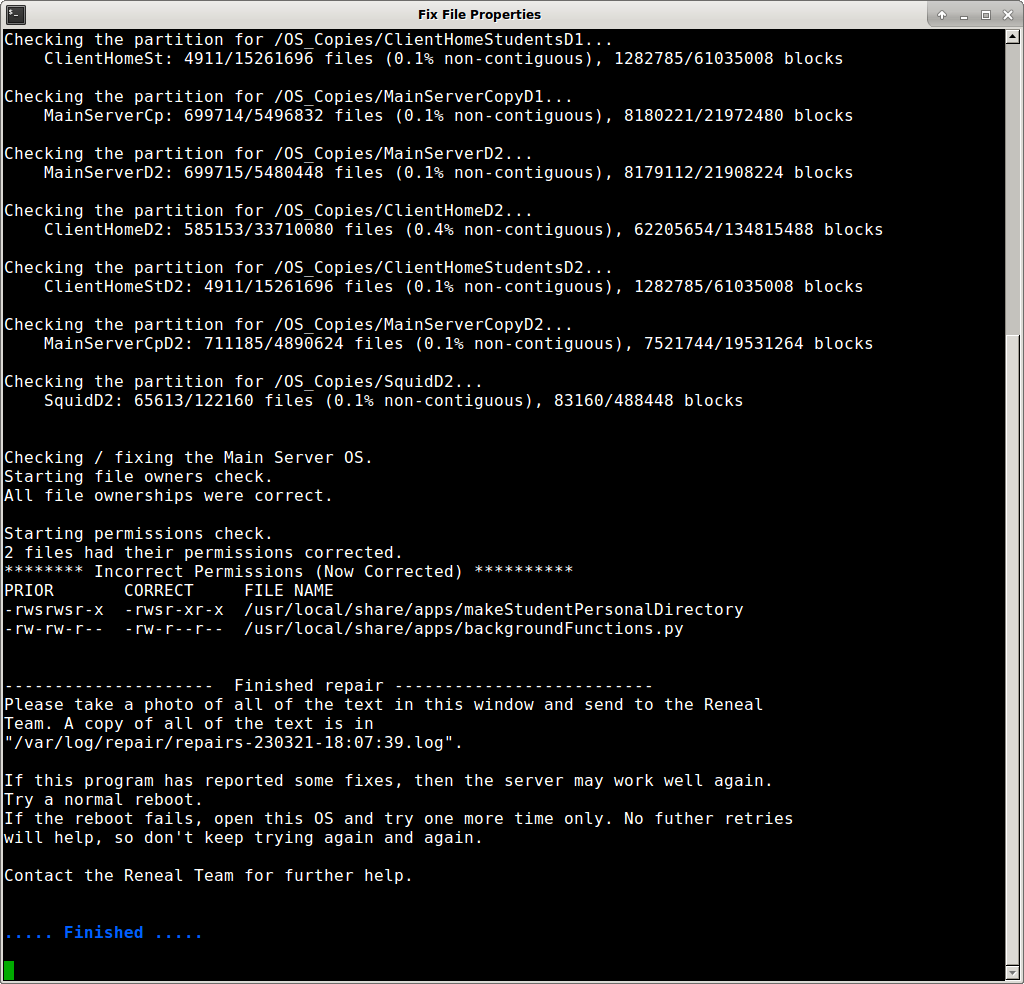 Fix File Properties
Checking the partition for /OS_Copies/ClientHomeStudentsD1...
    ClientHomeSt: 4911/15261696 files (0.1% non-contiguous), 1282785/61035008 blocks

Checking the partition for /OS_Copies/MainServerCopyD1...
    MainServerCp: 699714/5496832 files (0.1% non-contiguous), 8180221/21972480 blocks

Checking the partition for /OS_Copies/MainServerD2...
    MainServerD2: 699715/5480448 files (0.1% non-contiguous), 8179112/21908224 blocks

Checking the partition for /OS_Copies/ClientHomeD2...
    ClientHomeD2: 585153/33710080 files (0.4% non-contiguous), 62205654/134815488 blocks

Checking the partition for /OS_Copies/ClientHomeStudentsD2...
    ClientHomeStD2: 4911/15261696 files (0.1% non-contiguous), 1282785/61035008 blocks

Checking the partition for /OS_Copies/MainServerCopyD2...
    MainServerCpD2: 711185/4890624 files (0.1% non-contiguous), 7521744/19531264 blocks

Checking the partition for /OS_Copies/SquidD2...
    SquidD2: 65613/122160 files (0.1% non-contiguous), 83160/488448 blocks


Checking / fixing the Main Server OS.
Starting file owners check.
All file ownerships were correct.

Starting permissions check.
2 files had their permissions corrected.
******** Incorrect Permissions (Now Corrected) **********
PRIOR       CORRECT     FILE NAME
-rwsrwsr-x  -rwsr-xr-x  /usr/local/share/apps/makeStudentPersonalDirectory
-rw-rw-r--  -rw-r--r--  /usr/local/share/apps/backgroundFunctions.py


---------------------  Finished repair --------------------------
Please take a photo of all of the text in this window and send to the Reneal
Team. A copy of all of the text is in
"/var/log/repair/repairs-230321-18:07:39.log".

If this program has reported some fixes, then the server may work well again.
Try a normal reboot.
If the reboot fails, open this OS and try one more time only. No futher retries
will help, so don't keep trying again and again.

Contact the Reneal Team for further help.


..... Finished .....